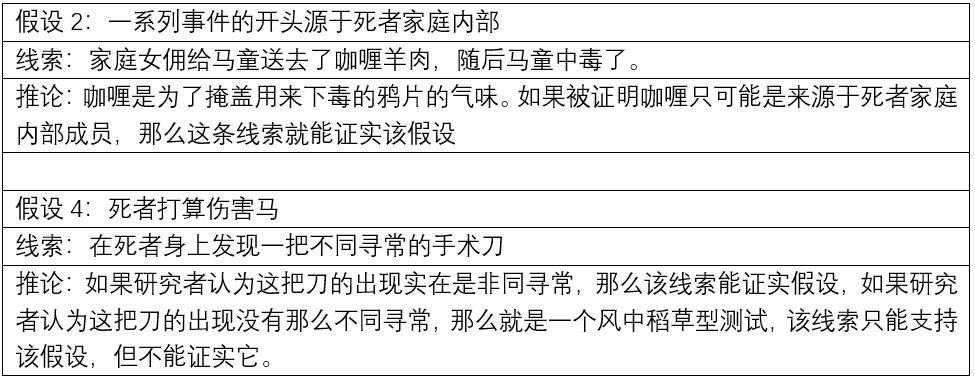 假设 2：一系列事件的开头源于死者家庭内部
线索：家庭女佣给马童送去了咖喱羊肉，随后马童中毒了。
推论：咖喱是为了掩盖用来下毒的鸦片的气味。如果被证明咖喱只可能是来源于死者家庭
内部成员，那么这条线索就能证实该假设
假设 4：死者打算伤害马
线索：在死者身上发现一把不同寻常的手术刀
推论：如果研究者认为这把刀的出现实在是非同寻常，那么该线索能证实假设，如果研究
者认为这把刀的出现没有那么不同寻常，那么就是一个风中稻草型测试，该线索只能支持
该假设，但不能证实它。